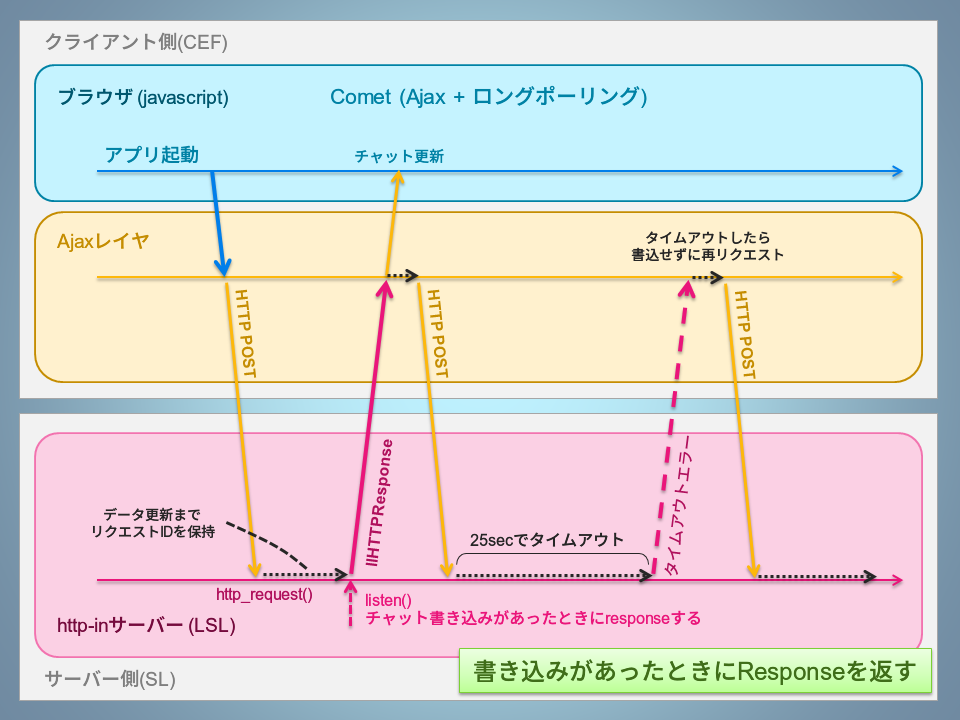 クライアント側(CEF)
ブラウザ (javascript)
Comet (Ajax + ロングポーリング)
アプリ起動
チャット更新
Ajaxレイヤ
タイムアウトしたら
書込せずに再リクエスト
HTTP POST
HTTP POST
HTTP POST
llHTTPResponse
タイムアウトエラー
データ更新まで
リクエストIDを保持
25secでタイムアウト
http_request()
listen()
チャット書き込みがあったときにresponseする
http-inサーバー (LSL)
書き込みがあったときにResponseを返す
サーバー側(SL)